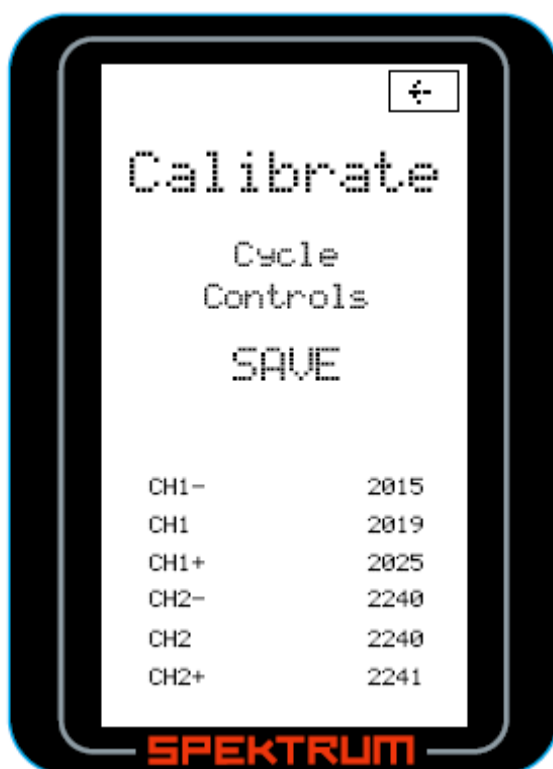 ←
Calibrate
Cycle
Controls
SAVE
CH1- 2015
CH1 2019
CH1+ 2025
CH2- 2240
CH2 2240
CH2+ 2241
SPEKTRUM